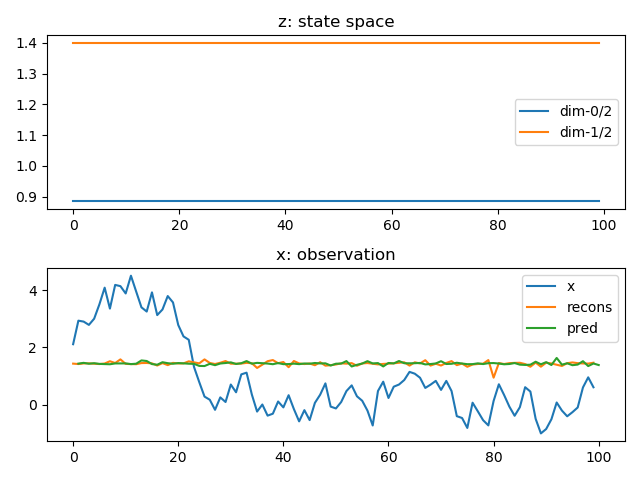 z: state space
1.4
1.3
1.2
1.1
1.0
0.9
dim-0/2
dim-1/2
0 20 40 60 80 100
x: observation
4
2
0
x
recons
pred
0 20 40 60 80 100